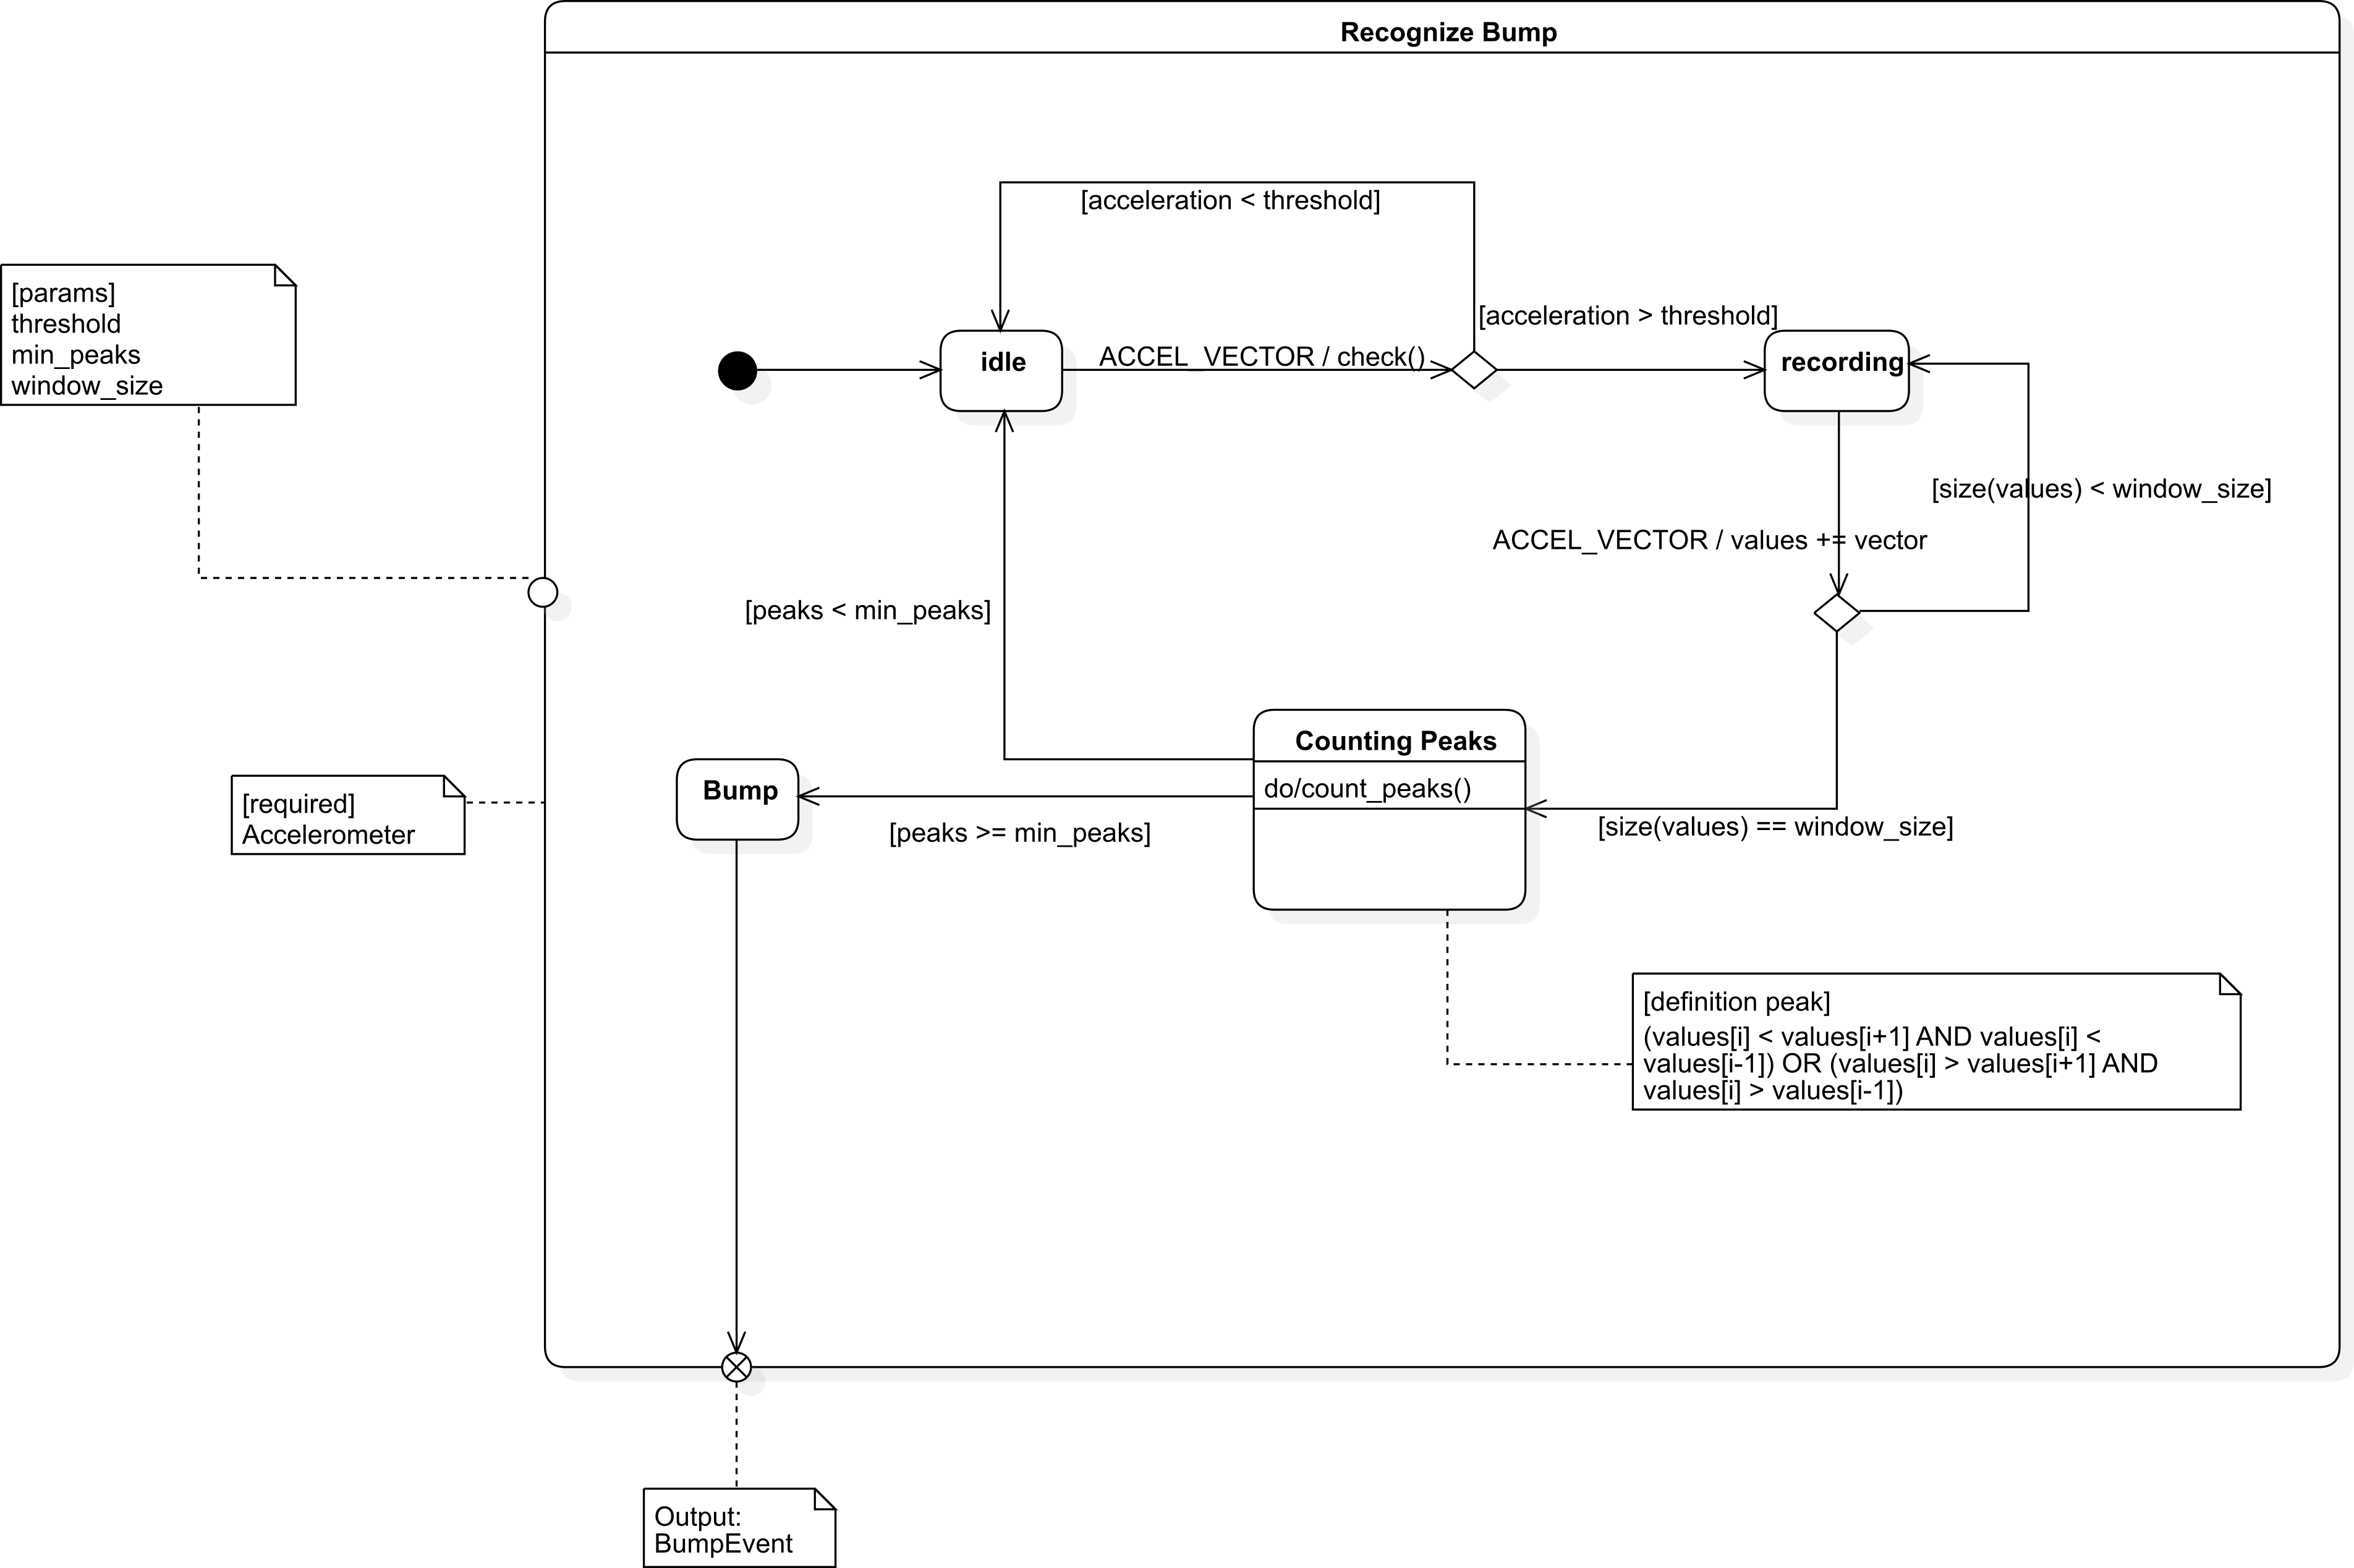 Recognize Bump
[acceleration < threshold]
[params]
threshold
min_peaks
window_size
[acceleration > threshold]
idle
ACCEL_VECTOR / check()
recording
[size(values) < window_size]
ACCEL_VECTOR / values += vector
[peaks < min_peaks]
Counting Peaks
do/count_peaks()
Bump
[peaks >= min_peaks]
[size(values) == window_size]
[required]
Accelerometer
[definition peak]
(values[i] < values[i+1] AND values[i] <
values[i-1]) OR (values[i] > values[i+1] AND
values[i] > values[i-1])
Output:
BumpEvent